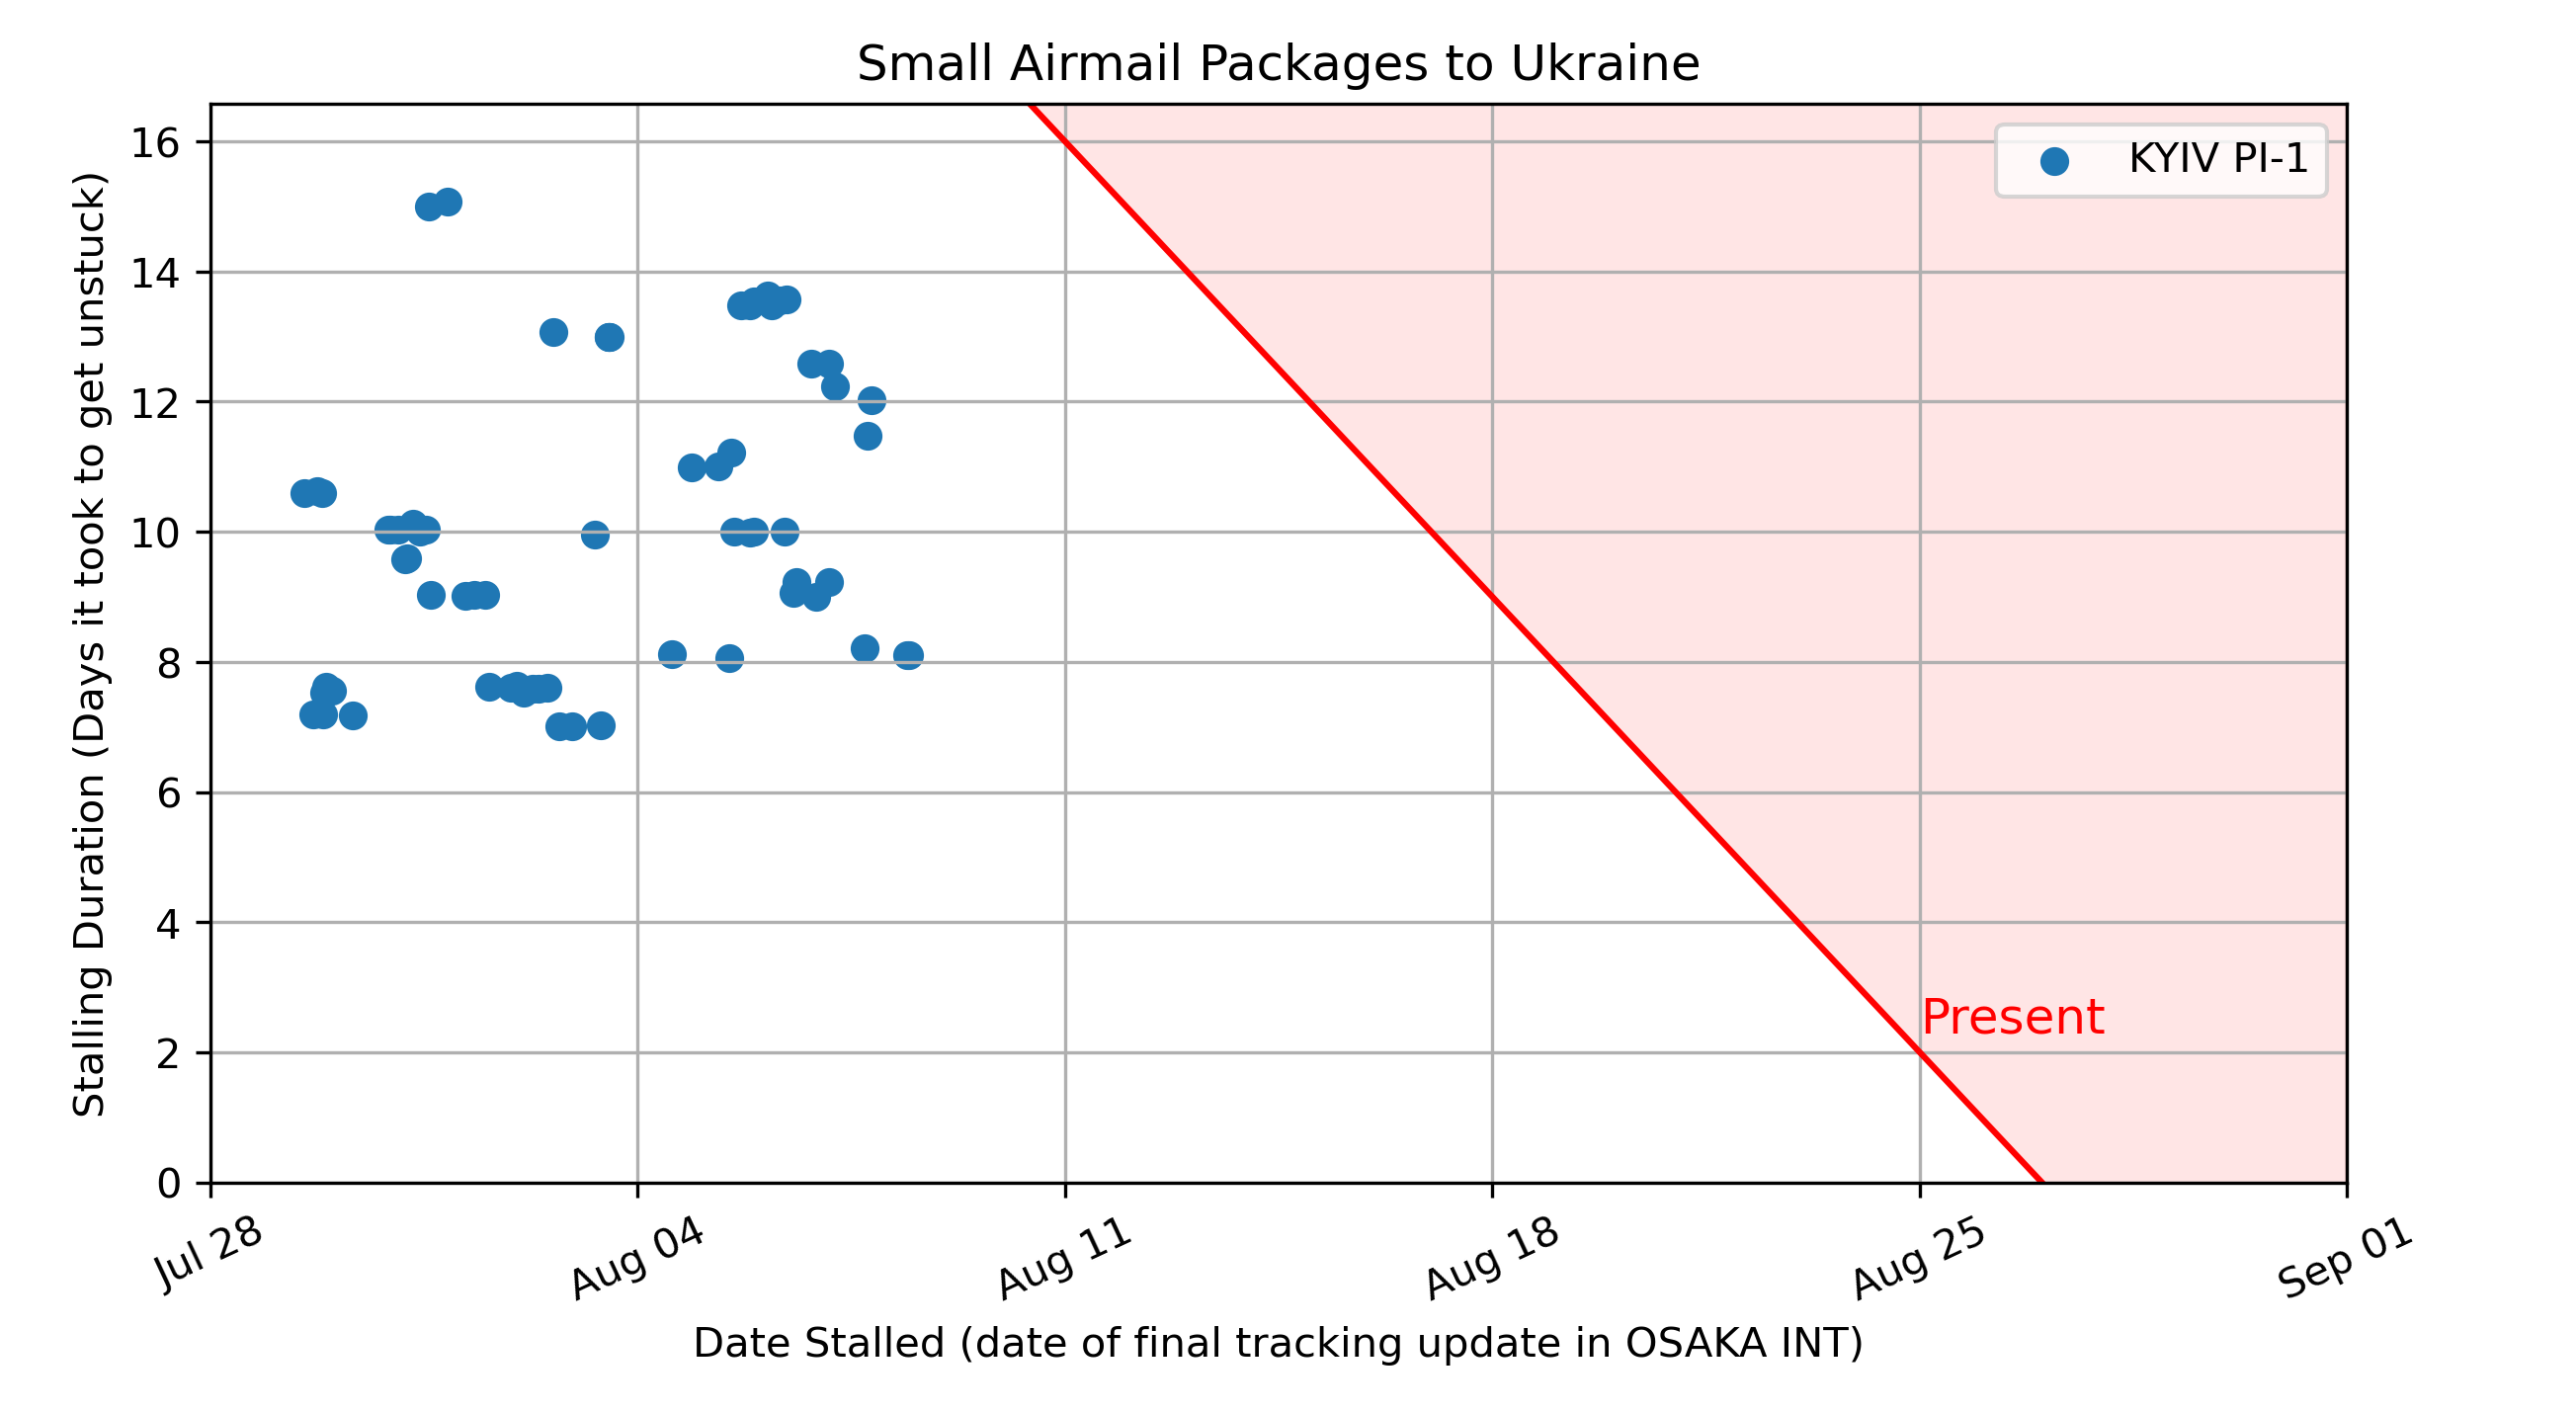 Small Airmail Packages to Ukraine
KYIV PI-1
Stalling Duration (Days it took to get unstuck)
16
14
12
10
8
6
4
2
0
Present
Jul 28
Aug 04
Aug 11
Aug 18
Aug 25
Sep 01
Date Stalled (date of final tracking update in OSAKA INT)